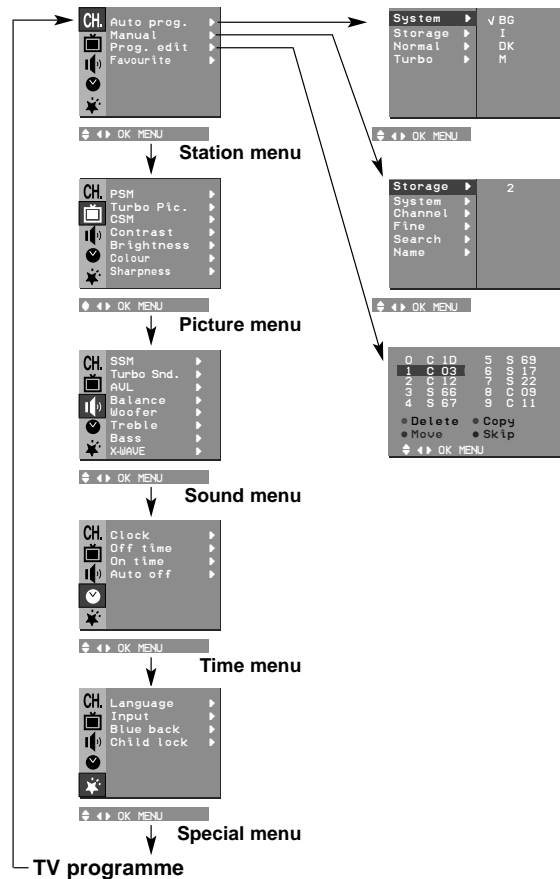 CH.
Auto prog.
Manual
Prog. edit
Favourite
OK MENU
Station menu
System
Storage
Normal
Turbo
√ BG
I
DK
M
OK MENU
CH.
PSM
Turbo Pic.
CSM
Contrast
Brightness
Colour
Sharpness
OK MENU
Picture menu
Storage
System
Channel
Fine
Search
Name
2
OK MENU
CH.
SSM
Turbo Snd.
AVL
Balance
Woofer
Treble
Bass
X-WAVE
OK MENU
Sound menu
0 C 1D 5 S 69
1 C 03 6 S 17
2 C 12 7 S 22
3 S 66 8 C 09
4 S 67 9 C 11
Delete Copy
Move Skip
OK MENU
CH.
Clock
Off time
On time
Auto off
OK MENU
Time menu
CH.
Language
Input
Blue back
Child lock
OK MENU
Special menu
TV programme